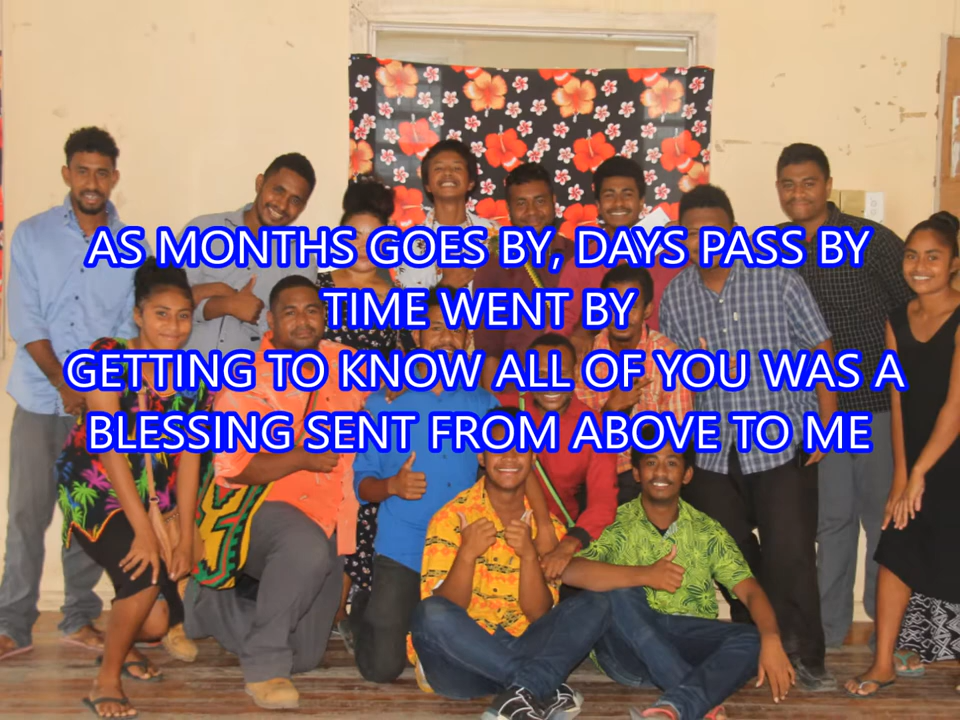 AS MONTHS GOES BY, DAYS PASS BY
TIME WENT BY
GETTING TO KNOW ALL OF YOU WAS A
BLESSING SENT FROM ABOVE TO ME